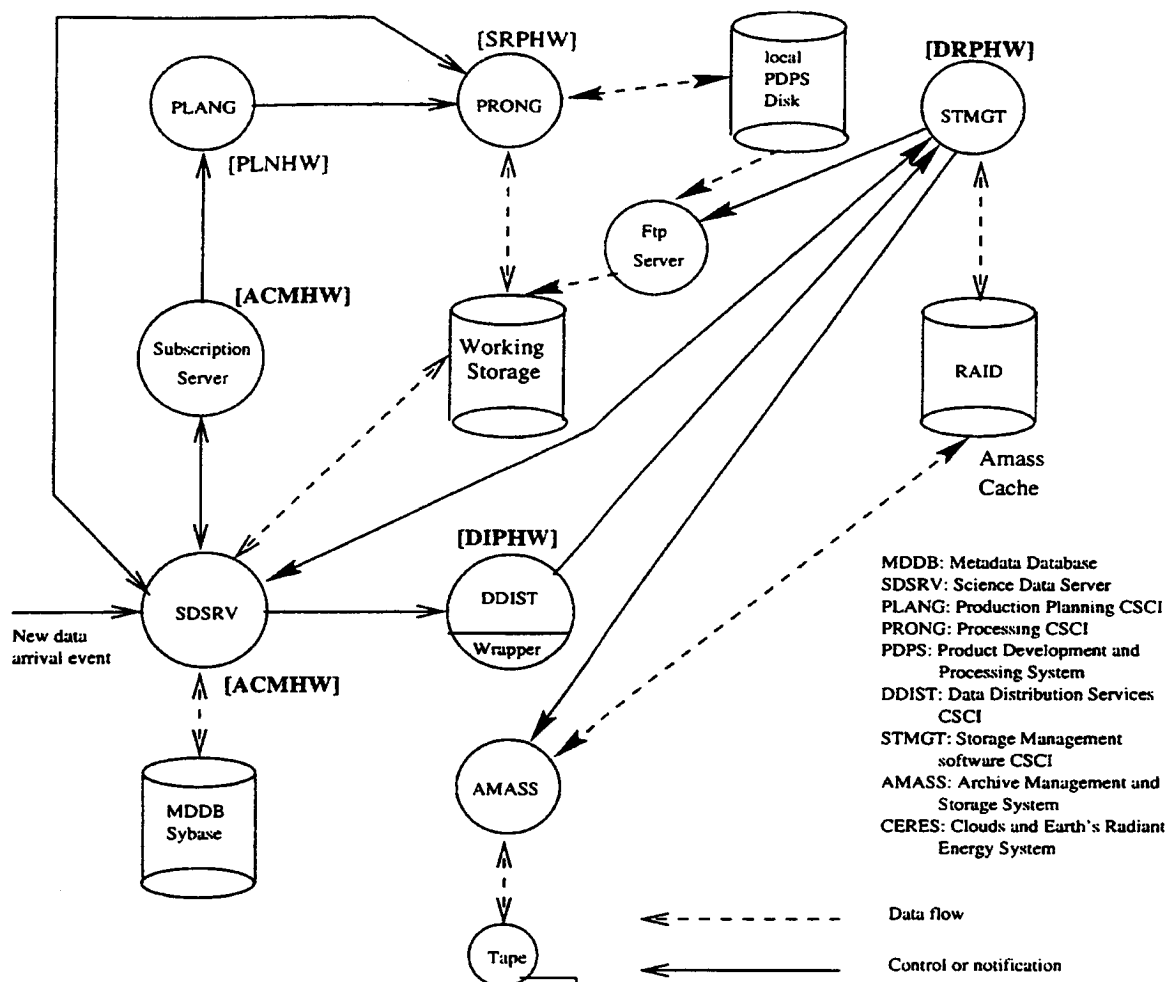 [SRPHW]
[DRPHW]
local
PDPS
Disk
PLANG
PRONG
STMGT
[PLNHW]
Ftp
Server
[ACMHW]
Subscription
Server
Working
Storage
RAID
Amass
Cache
[DIPHW]
SDSRV
DDIST
Wrapper
New data
arrival event
[ACMHW]
MDDB
Sybase
AMASS
Tape
MDDB: Metadata Database
SDSRV: Science Data Server
PLANG: Production Planning CSCI
PRONG: Processing CSCI
PDPS: Product Development and
Processing System
DDIST: Data Distribution Services
CSCI
STMGT: Storage Management
software CSCI
AMASS: Archive Management and
Storage System
CERES: Clouds and Earth's Radiant
Energy System
Data flow
Control or notification